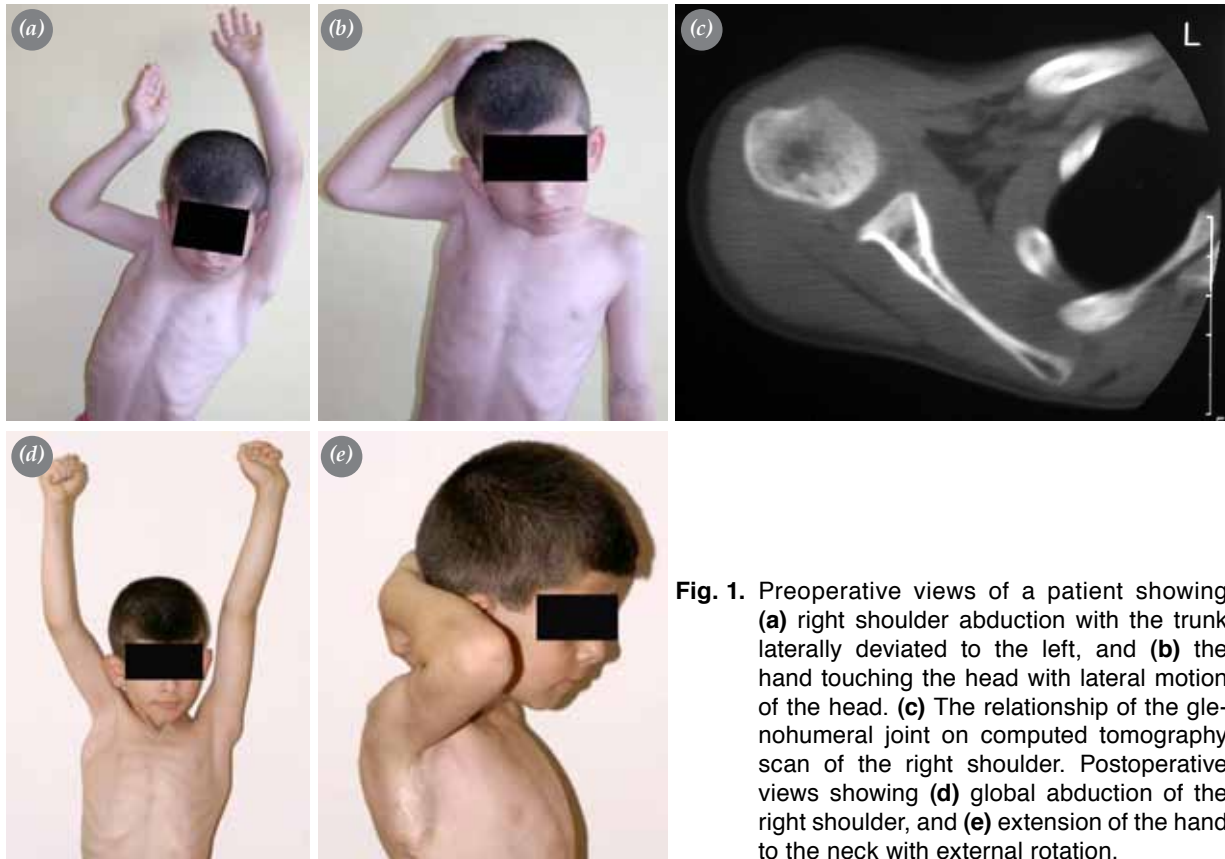 (a)
(b)
(c)
L
(d)
(e)
Fig. 1. Preoperative views of a patient showing
(a) right shoulder abduction with the trunk
laterally deviated to the left, and (b) the
hand touching the head with lateral motion
of the head. (c) The relationship of the gle-
nohumeral joint on computed tomography
scan of the right shoulder. Postoperative
views showing (d) global abduction of the
right shoulder, and (e) extension of the hand
to the neck with external rotation.